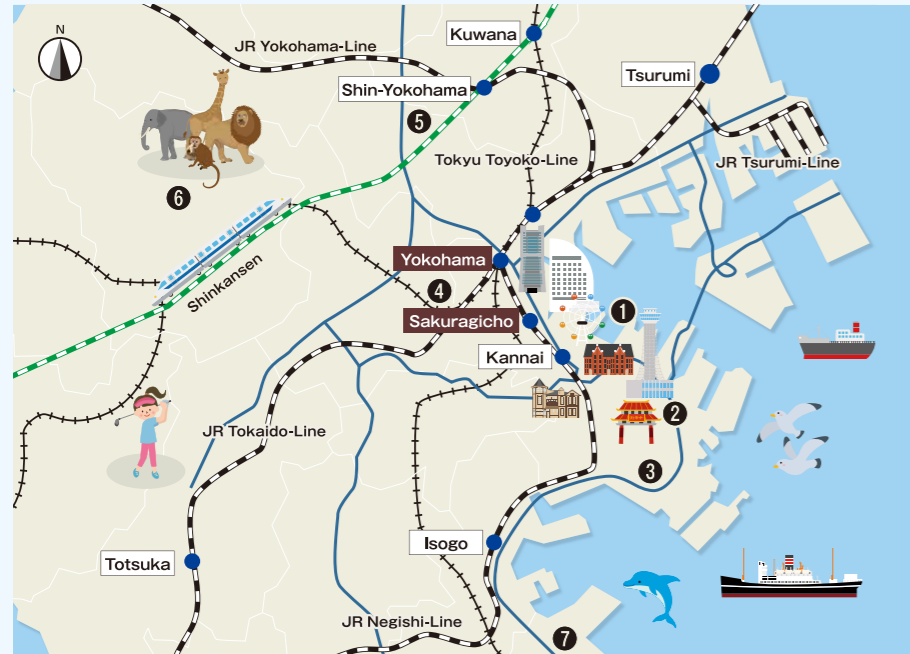 N
JR Yokohama-Line
Kuwana
Tsurumi
Shin-Yokohama
5
Tokyu Toyoko-Line
JR Tsurumi-Line
6
Shinkansen
Yokohama
4
1
Sakuragicho
Kannai
2
JR Tokaido-Line
3
Isogo
Totsuka
JR Negishi-Line
7